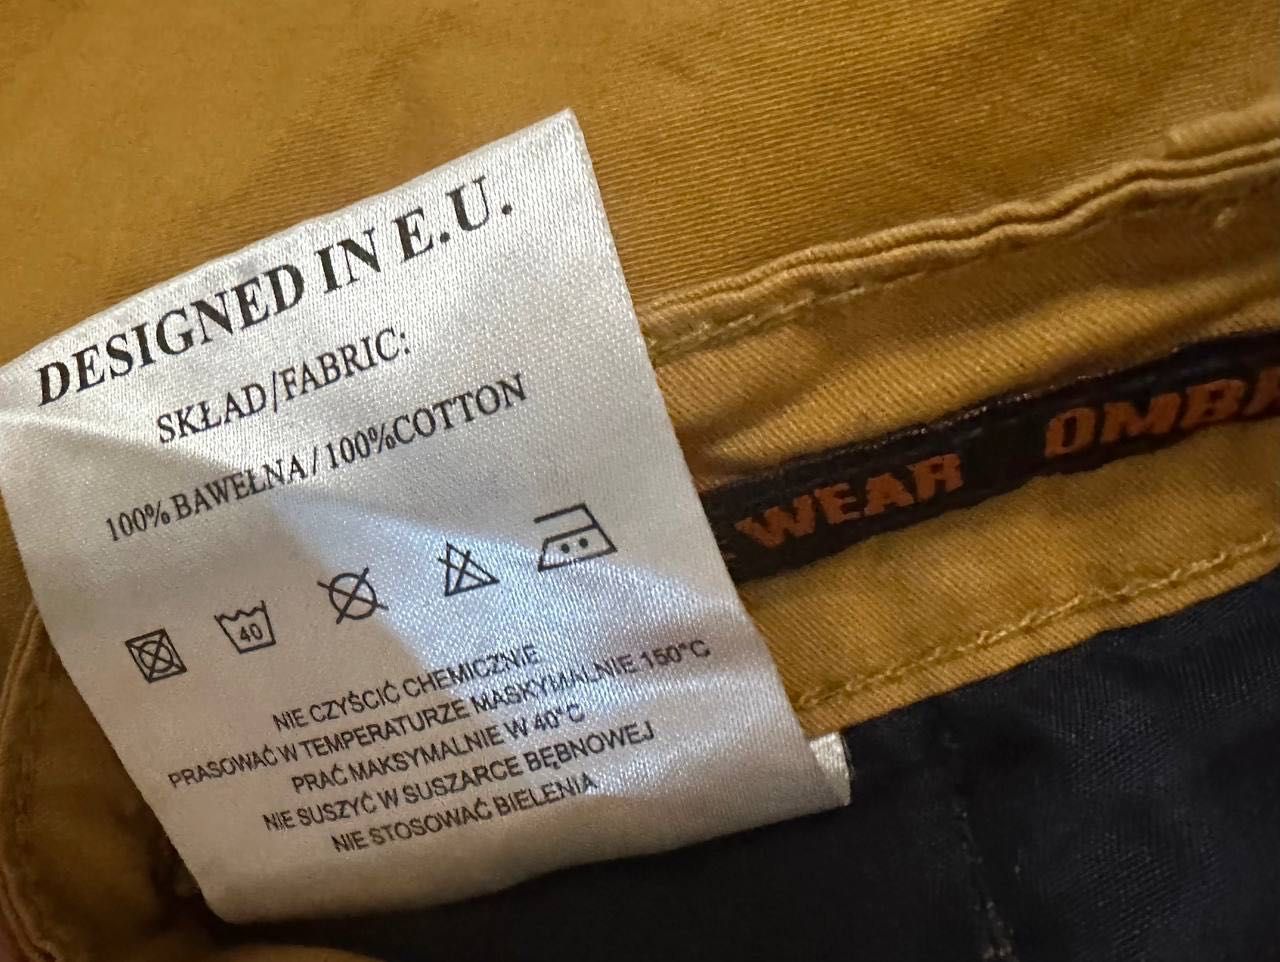 DESIGNED IN E.U.
SKŁAD/FABRIC:
100% BAWEŁNA/100%COTTON
40
NIE CZYŚCIĆ CHEMICZNIE
PRASOWAĆ W TEMPERATURZE MASKYMALNIE 150°C
PRAĆ MAKSYMALNIE W 40°C
NIE SUSZYĆ W SUSZARCE BĘBNOWEJ
NIE STOSOWAĆ BIELENIA
WEAR OMB